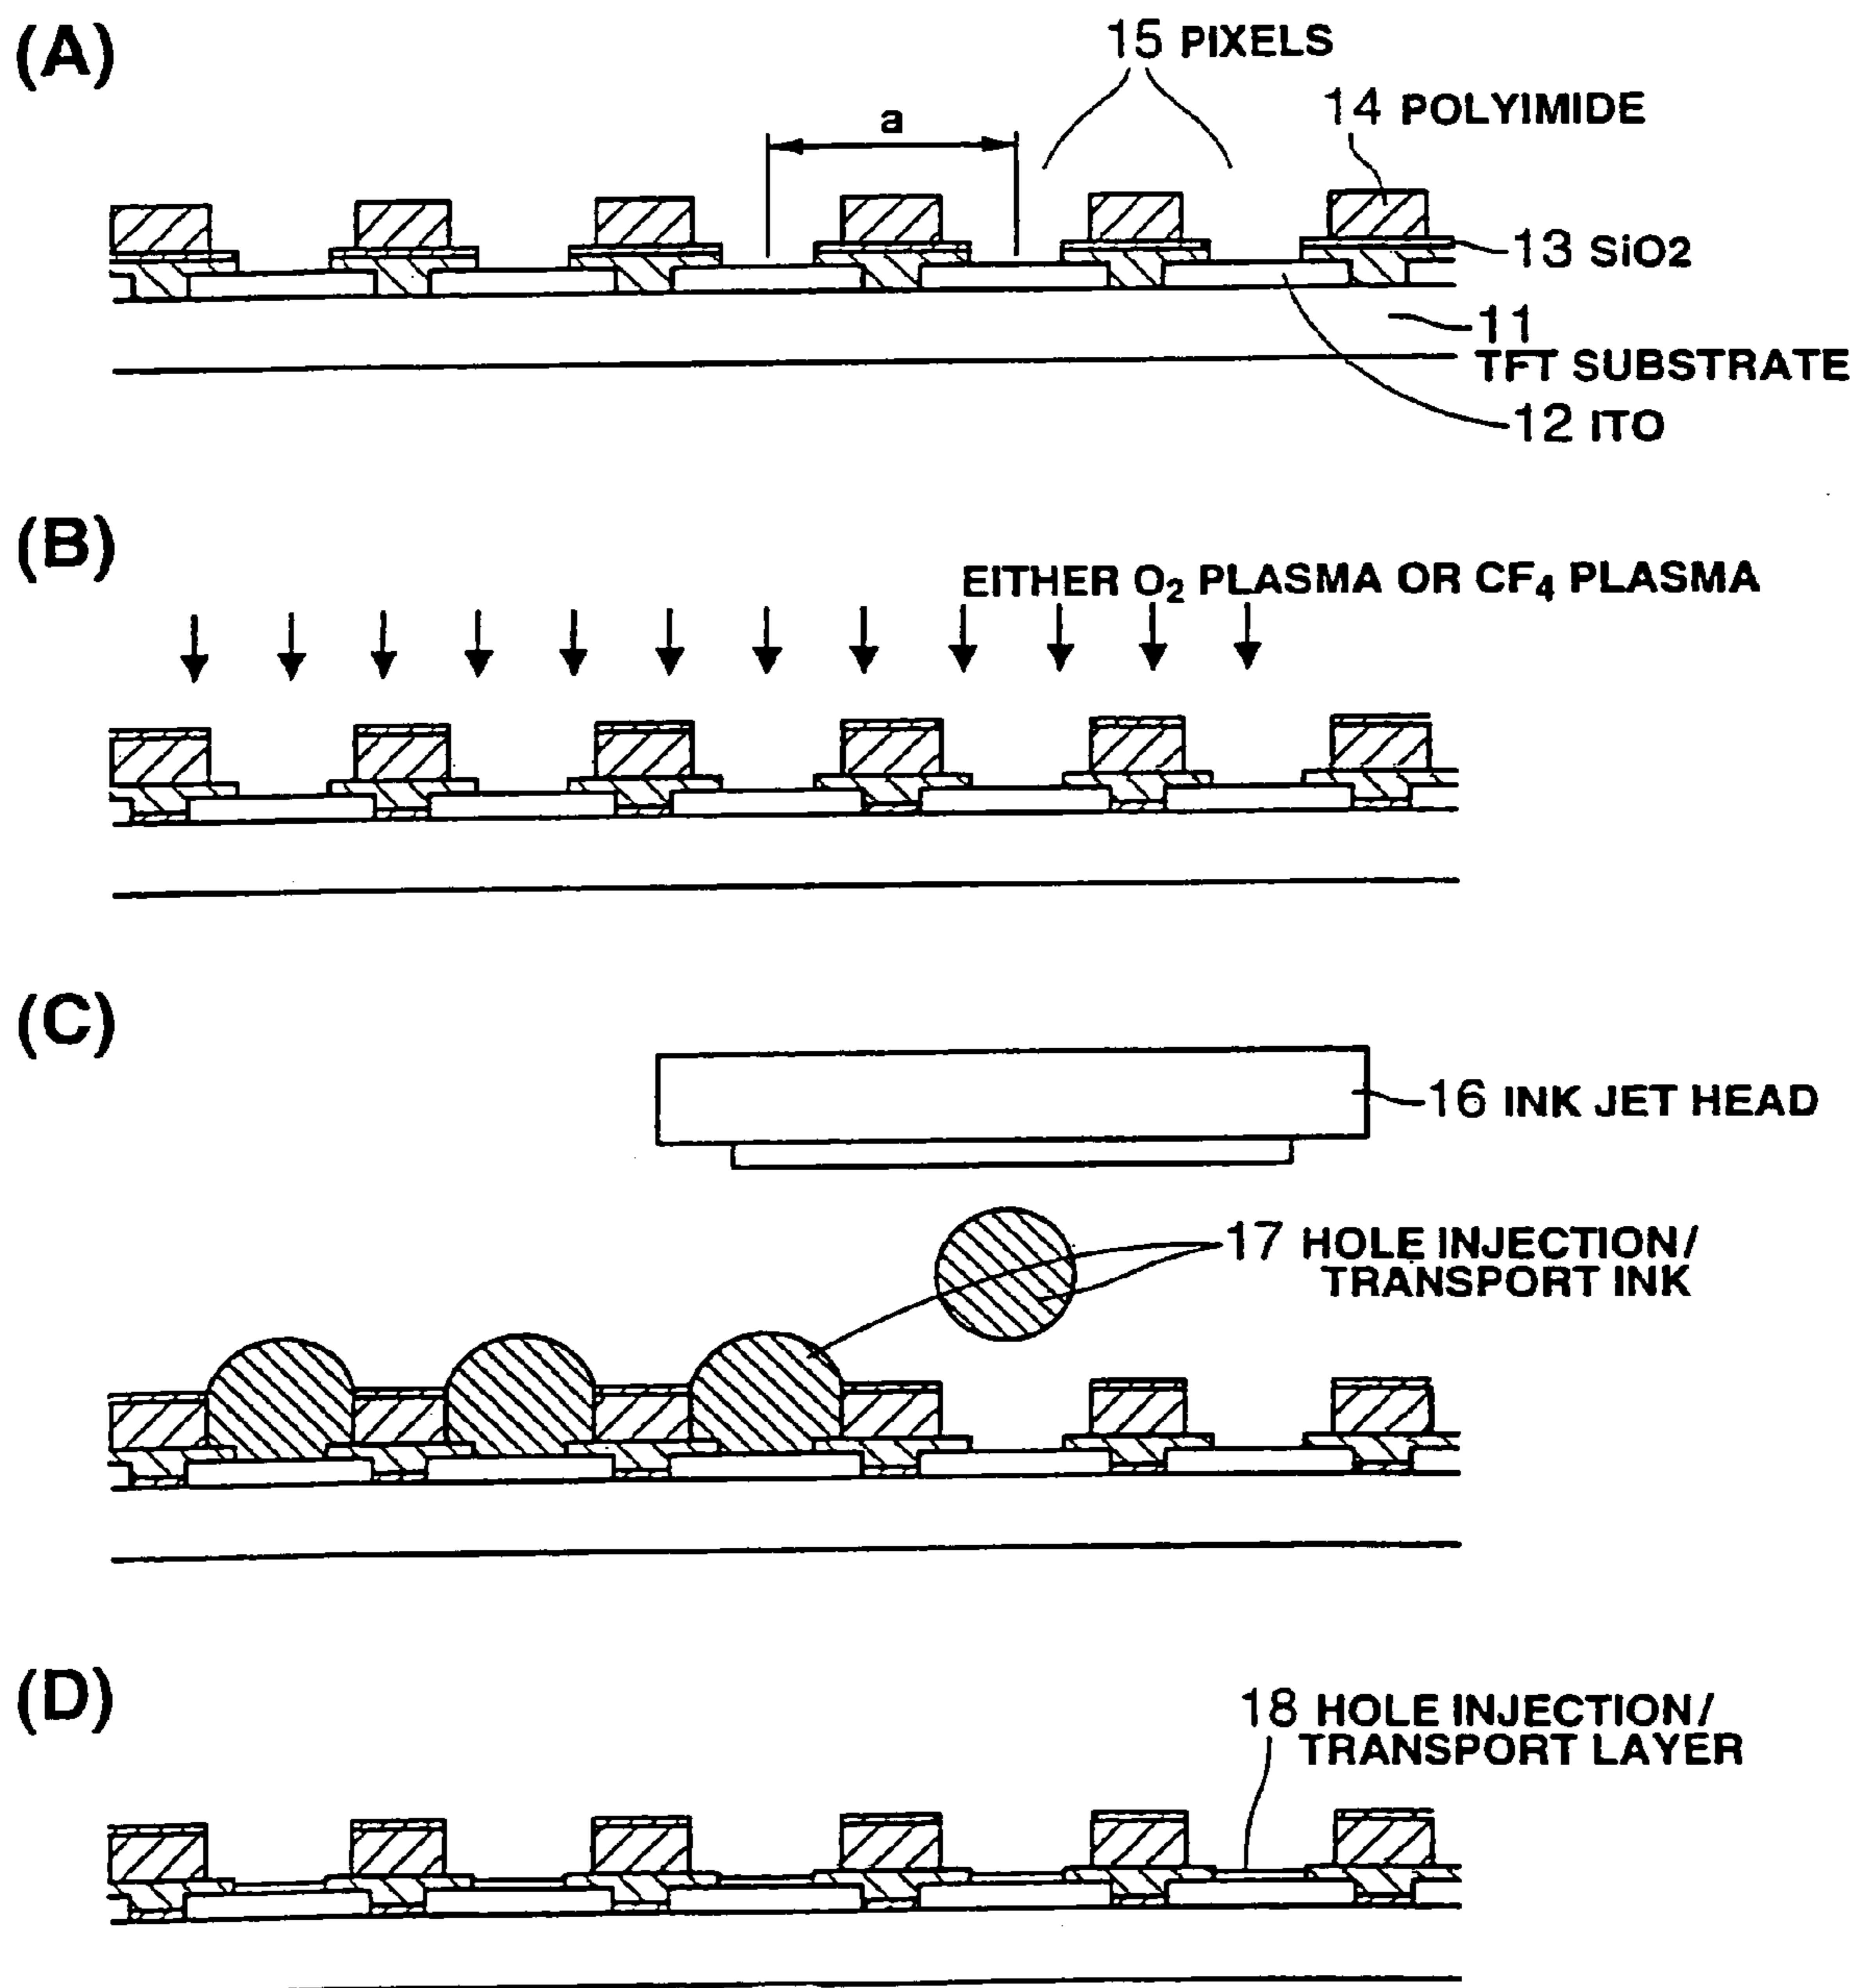 (A)
15 PIXELS
a
14 POLYIMIDE
13 SiO2
11
TFT SUBSTRATE
12 ITO
(B)
EITHER O₂ PLASMA OR CF₄ PLASMA
(C)
16 INK JET HEAD
17 HOLE INJECTION/
TRANSPORT INK
(D)
18 HOLE INJECTION/
TRANSPORT LAYER